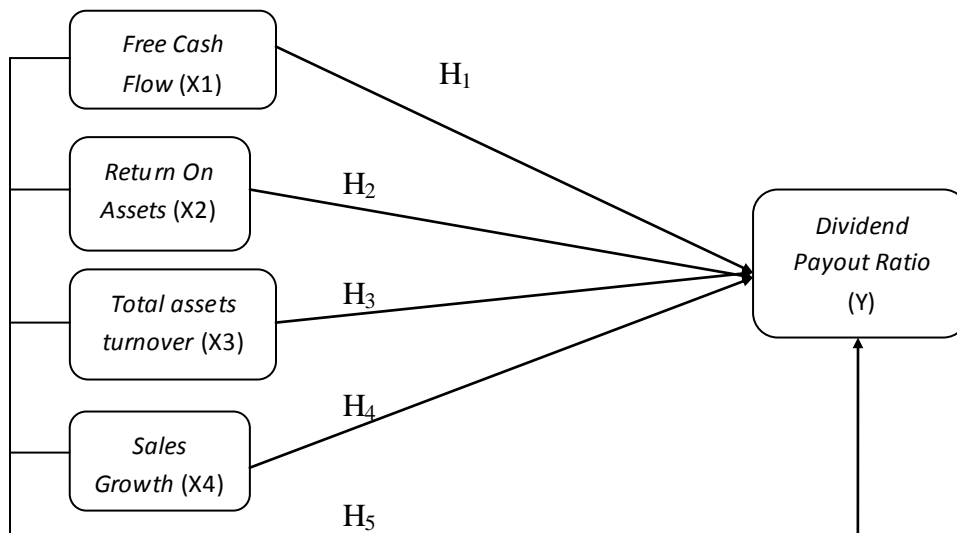 Free Cash
Flow (X1)
H1
Return On
Assets (X2)
H2
Total assets
turnover (X3)
H3
Sales
Growth (X4)
H4
H5
Dividend
Payout Ratio
(Y)